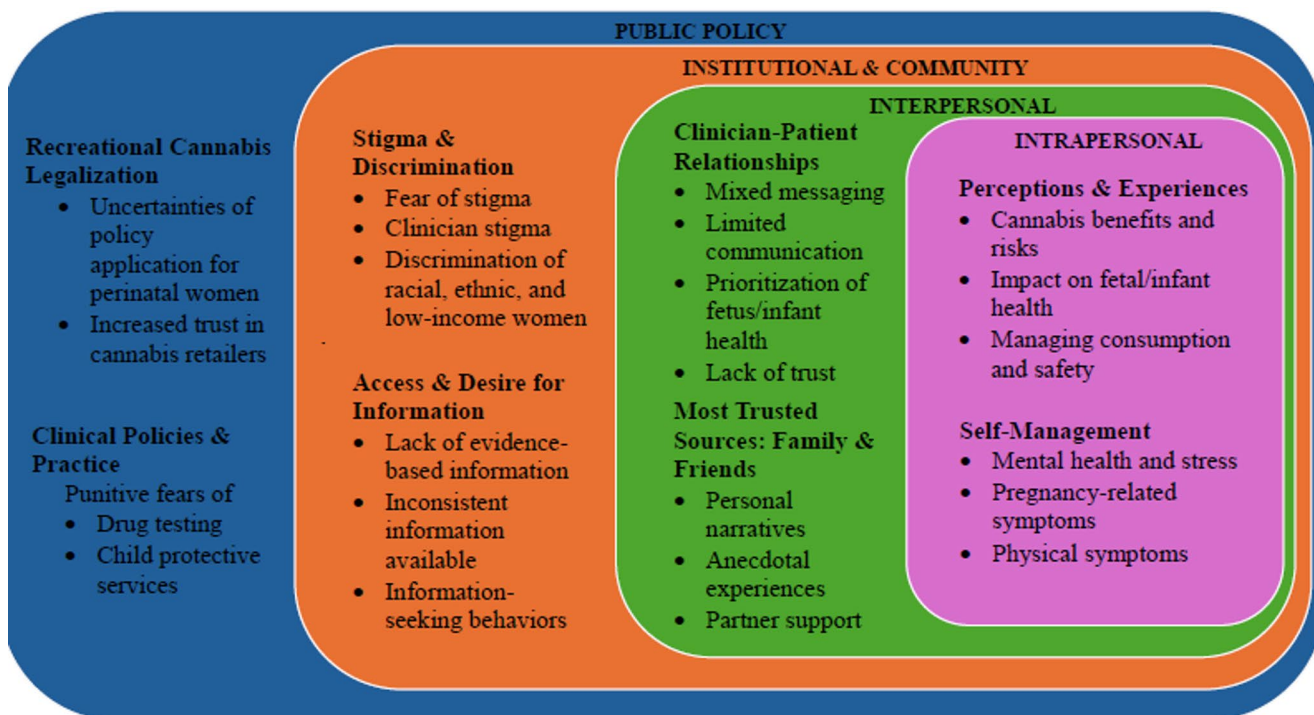 PUBLIC POLICY
INSTITUTIONAL & COMMUNITY
INTERPERSONAL
INTRAPERSONAL
Recreational Cannabis
Legalization
• Uncertainties of
policy
application for
perinatal women
• Increased trust in
cannabis retailers
Clinical Policies &
Practice
Punitive fears of
• Drug testing
• Child protective
services
Stigma &
Discrimination
• Fear of stigma
• Clinician stigma
• Discrimination of
racial, ethnic, and
low-income women
Access & Desire for
Information
• Lack of evidence-
based information
• Inconsistent
information
available
• Information-
seeking behaviors
Clinician-Patient
Relationships
• Mixed messaging
• Limited
communication
• Prioritization of
fetus/infant
health
• Lack of trust
Most Trusted
Sources: Family &
Friends
• Personal
narratives
• Anecdotal
experiences
• Partner support
Perceptions & Experiences
• Cannabis benefits and
risks
• Impact on fetal/infant
health
• Managing consumption
and safety
Self-Management
• Mental health and stress
• Pregnancy-related
symptoms
• Physical symptoms